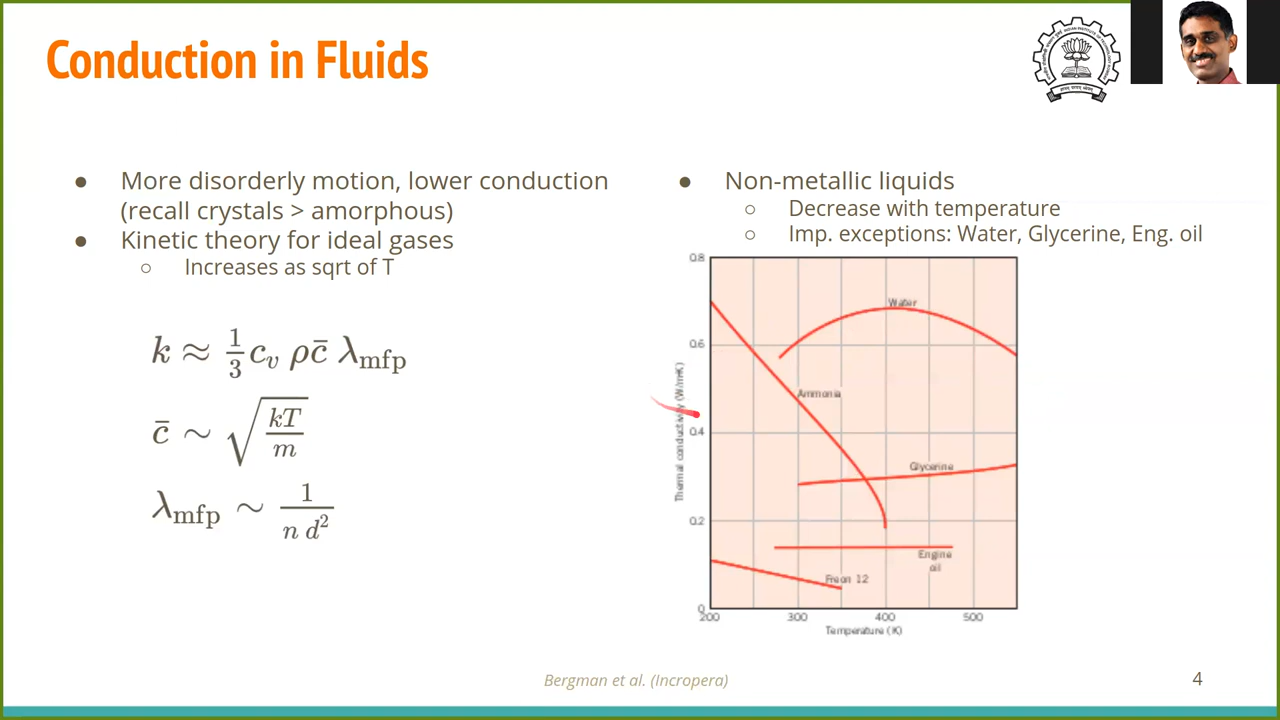 Conduction in Fluids
● More disorderly motion, lower conduction
(recall crystals > amorphous)
● Kinetic theory for ideal gases
○ Increases as sqrt of T
k ≈ 1/3 c_v ρc̄ λ_mfp
c̄ ∼ √(kT/m)
λ_mfp ∼ 1/(n d²)
● Non-metallic liquids
○ Decrease with temperature
○ Imp. exceptions: Water, Glycerine, Eng. oil
0.8
Water
0.6
Ammonia
Thermal conductivity (W/m·K)
0.4
Glycerine
0.2
Engine
oil
Freon 12
0
200 300 400 500
Temperature (K)
Bergman et al. (Incropera)
4